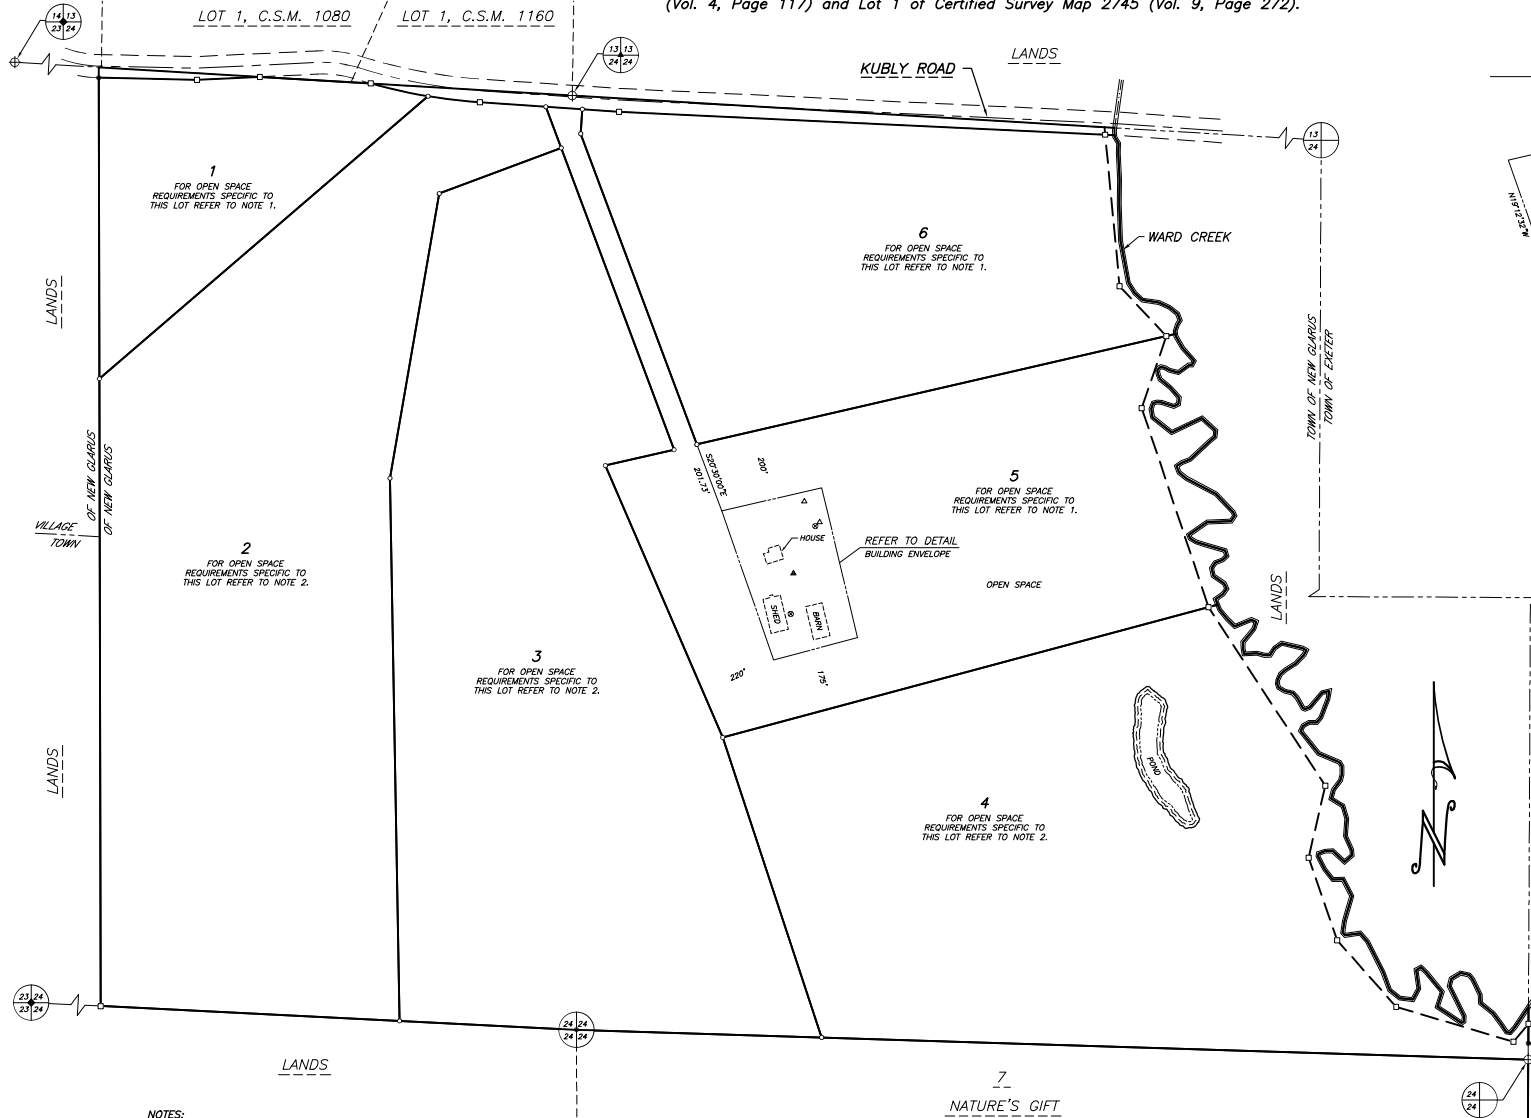 (Vol. 4, Page 117) and Lot 1 of Certified Survey Map 2745 (Vol. 9, Page 272).
LOT 1, C.S.M. 1080
LOT 1, C.S.M. 1160
14 13
23 24
13 13
24 24
LANDS
KUBLY ROAD
13
24
1
FOR OPEN SPACE
REQUIREMENTS SPECIFIC TO
THIS LOT REFER TO NOTE 1.
N19°12'32"W
6
FOR OPEN SPACE
REQUIREMENTS SPECIFIC TO
THIS LOT REFER TO NOTE 1.
WARD CREEK
LANDS
TOWN OF NEW GLARUS
TOWN OF EXETER
OF NEW GLARUS
OF NEW GLARUS
VILLAGE
TOWN
S20°30'00"E
201.73'
200'
5
FOR OPEN SPACE
REQUIREMENTS SPECIFIC TO
THIS LOT REFER TO NOTE 1.
HOUSE
REFER TO DETAIL
BUILDING ENVELOPE
2
FOR OPEN SPACE
REQUIREMENTS SPECIFIC TO
THIS LOT REFER TO NOTE 2.
OPEN SPACE
LANDS
SHED
BARN
3
FOR OPEN SPACE
REQUIREMENTS SPECIFIC TO
THIS LOT REFER TO NOTE 2.
220'
175'
LANDS
POND
4
FOR OPEN SPACE
REQUIREMENTS SPECIFIC TO
THIS LOT REFER TO NOTE 2.
N
23 24
23 24
24 24
24 24
LANDS
7
NATURE'S GIFT
24
24
NOTES: